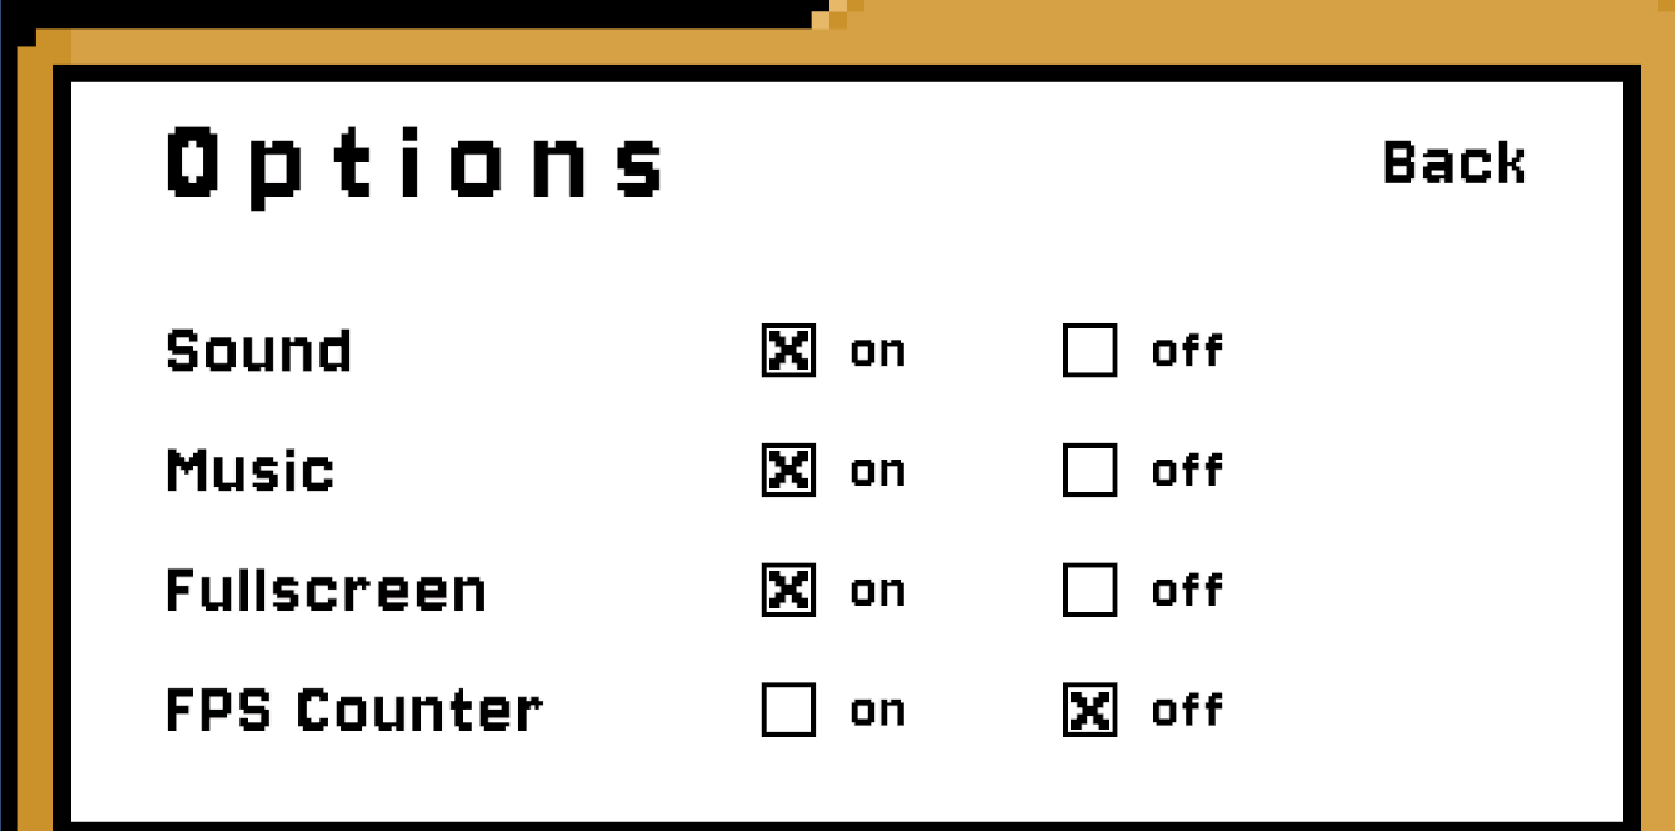 Options
Back
Sound on off
Music on off
Fullscreen on off
FPS Counter on off